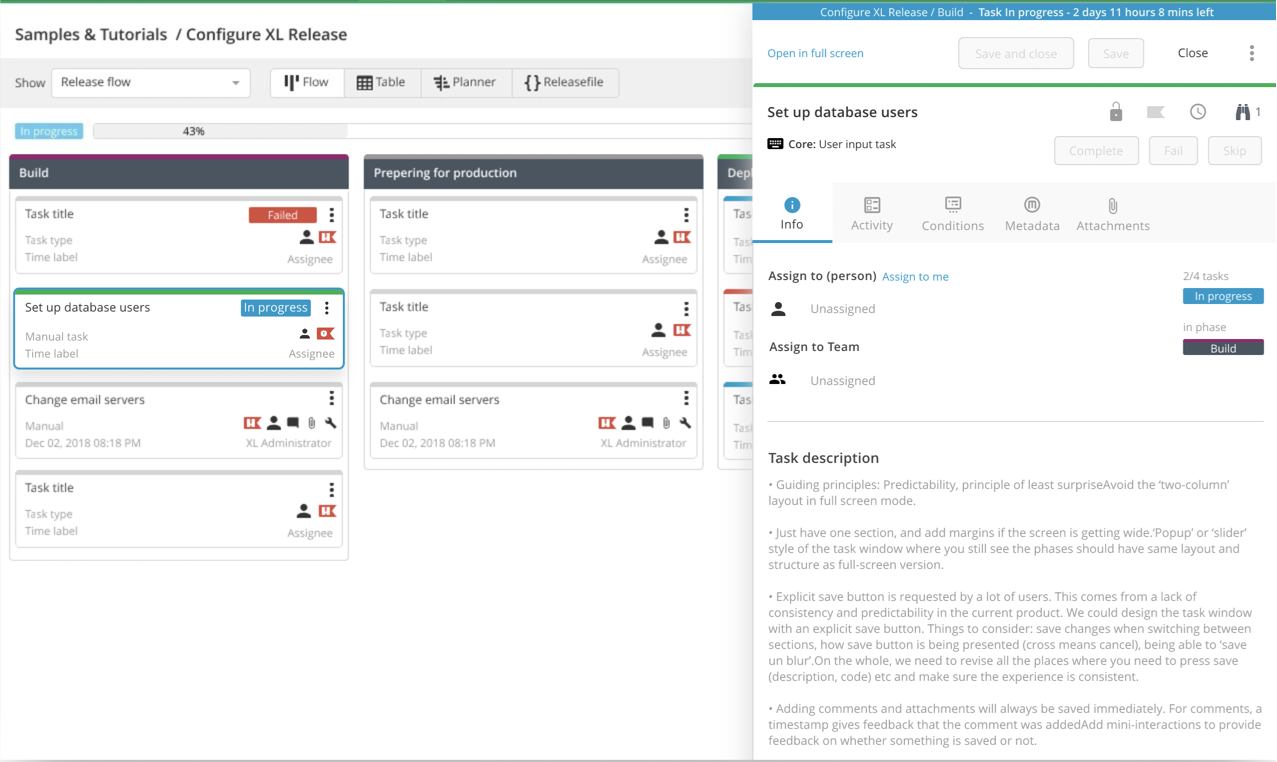 Configure XL Release / Build - Task In progress - 2 days 11 hours 8 mins left
Samples & Tutorials / Configure XL Release
Open in full screen
Save and close
Save
Close
Show
Release flow
Flow
Table
Planner
{ } Releasefile
In progress
43%
Build
Task title
Failed
Task type
Time label
Assignee
Set up database users
In progress
Manual task
Time label
Assignee
Change email servers
Manual
Dec 02, 2018 08:18 PM
XL Administrator
Task title
Task type
Time label
Assignee
Prepering for production
Task title
Task type
Time label
Assignee
Task title
Task type
Time label
Assignee
Change email servers
Manual
Dec 02, 2018 08:18 PM
XL Administrator
Set up database users
1
Core: User input task
Complete
Fail
Skip
Info
Activity
Conditions
Metadata
Attachments
Assign to (person) Assign to me
Unassigned
Assign to Team
Unassigned
2/4 tasks
In progress
in phase
Build
Task description
• Guiding principles: Predictability, principle of least surpriseAvoid the ‘two-column’
layout in full screen mode.
• Just have one section, and add margins if the screen is getting wide.‘Popup’ or ‘slider’
style of the task window where you still see the phases should have same layout and
structure as full-screen version.
• Explicit save button is requested by a lot of users. This comes from a lack of
consistency and predictability in the current product. We could design the task window
with an explicit save button. Things to consider: save changes when switching between
sections, how save button is being presented (cross means cancel), being able to ‘save
un blur’.On the whole, we need to revise all the places where you need to press save
(description, code) etc and make sure the experience is consistent.
• Adding comments and attachments will always be saved immediately. For comments, a
timestamp gives feedback that the comment was addedAdd mini-interactions to provide
feedback on whether something is saved or not.